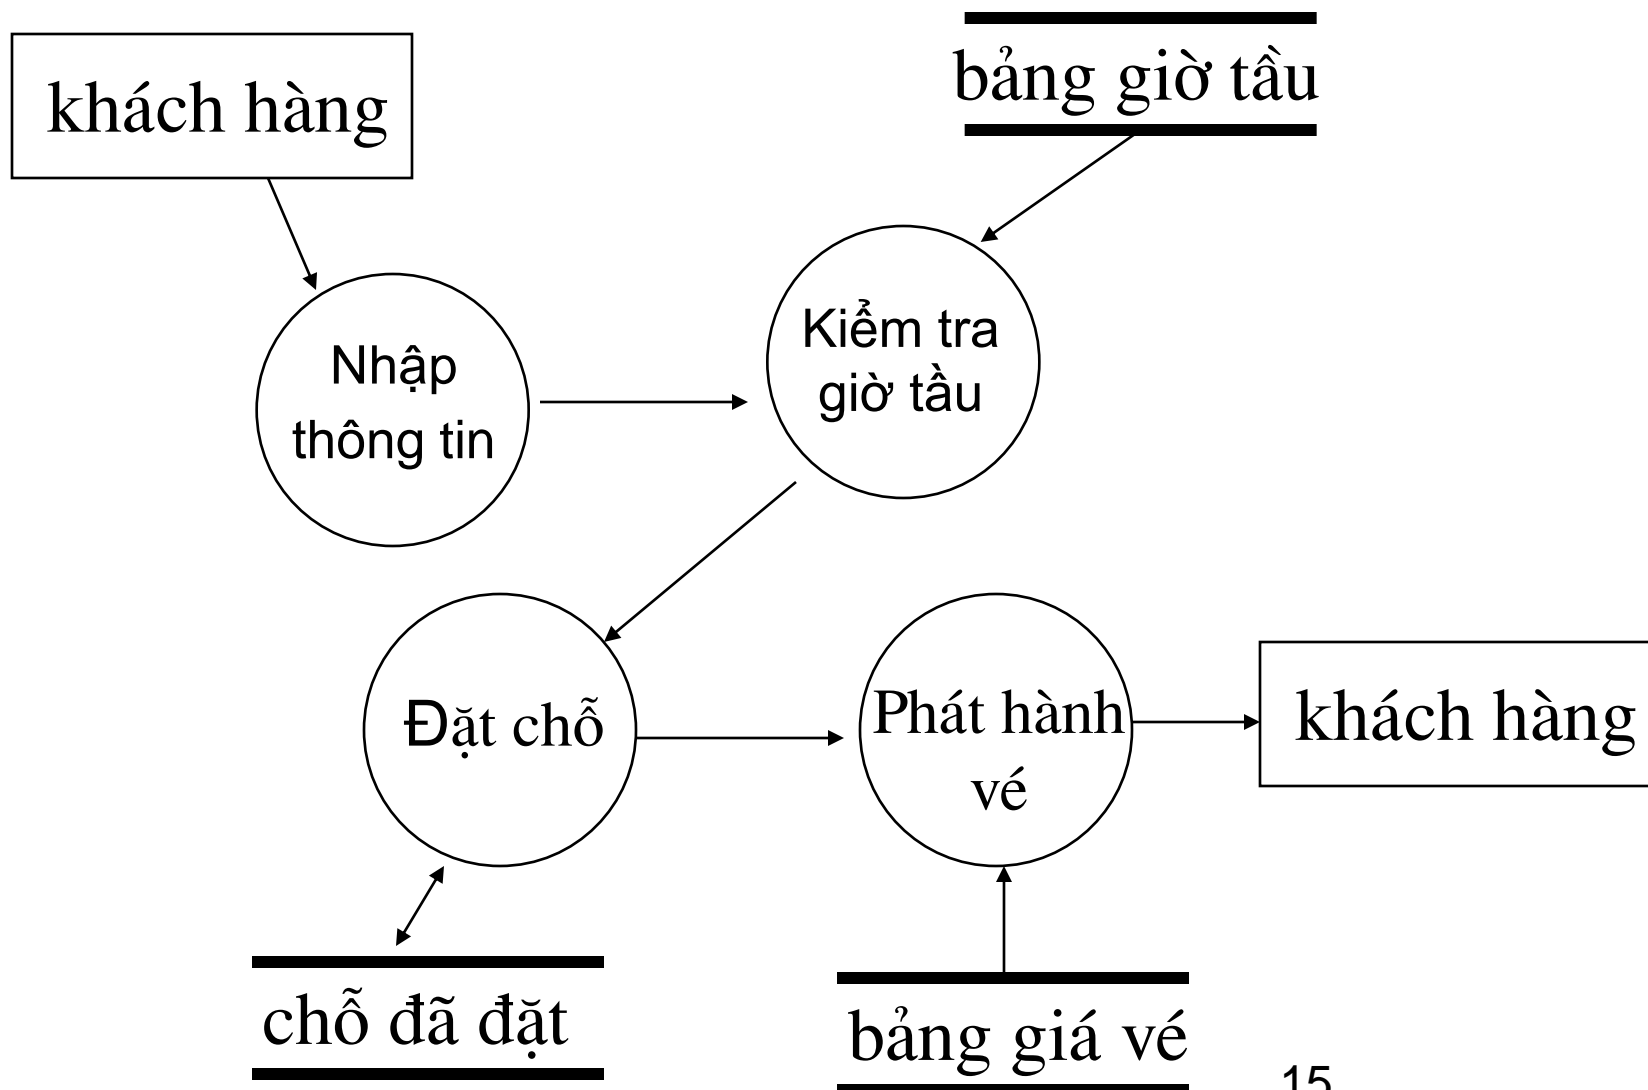 khách hàng
bảng giờ tầu
Nhập
thông tin
Kiểm tra
giờ tầu
Đặt chỗ
Phát hành
vé
khách hàng
chỗ đã đặt
bảng giá vé
15